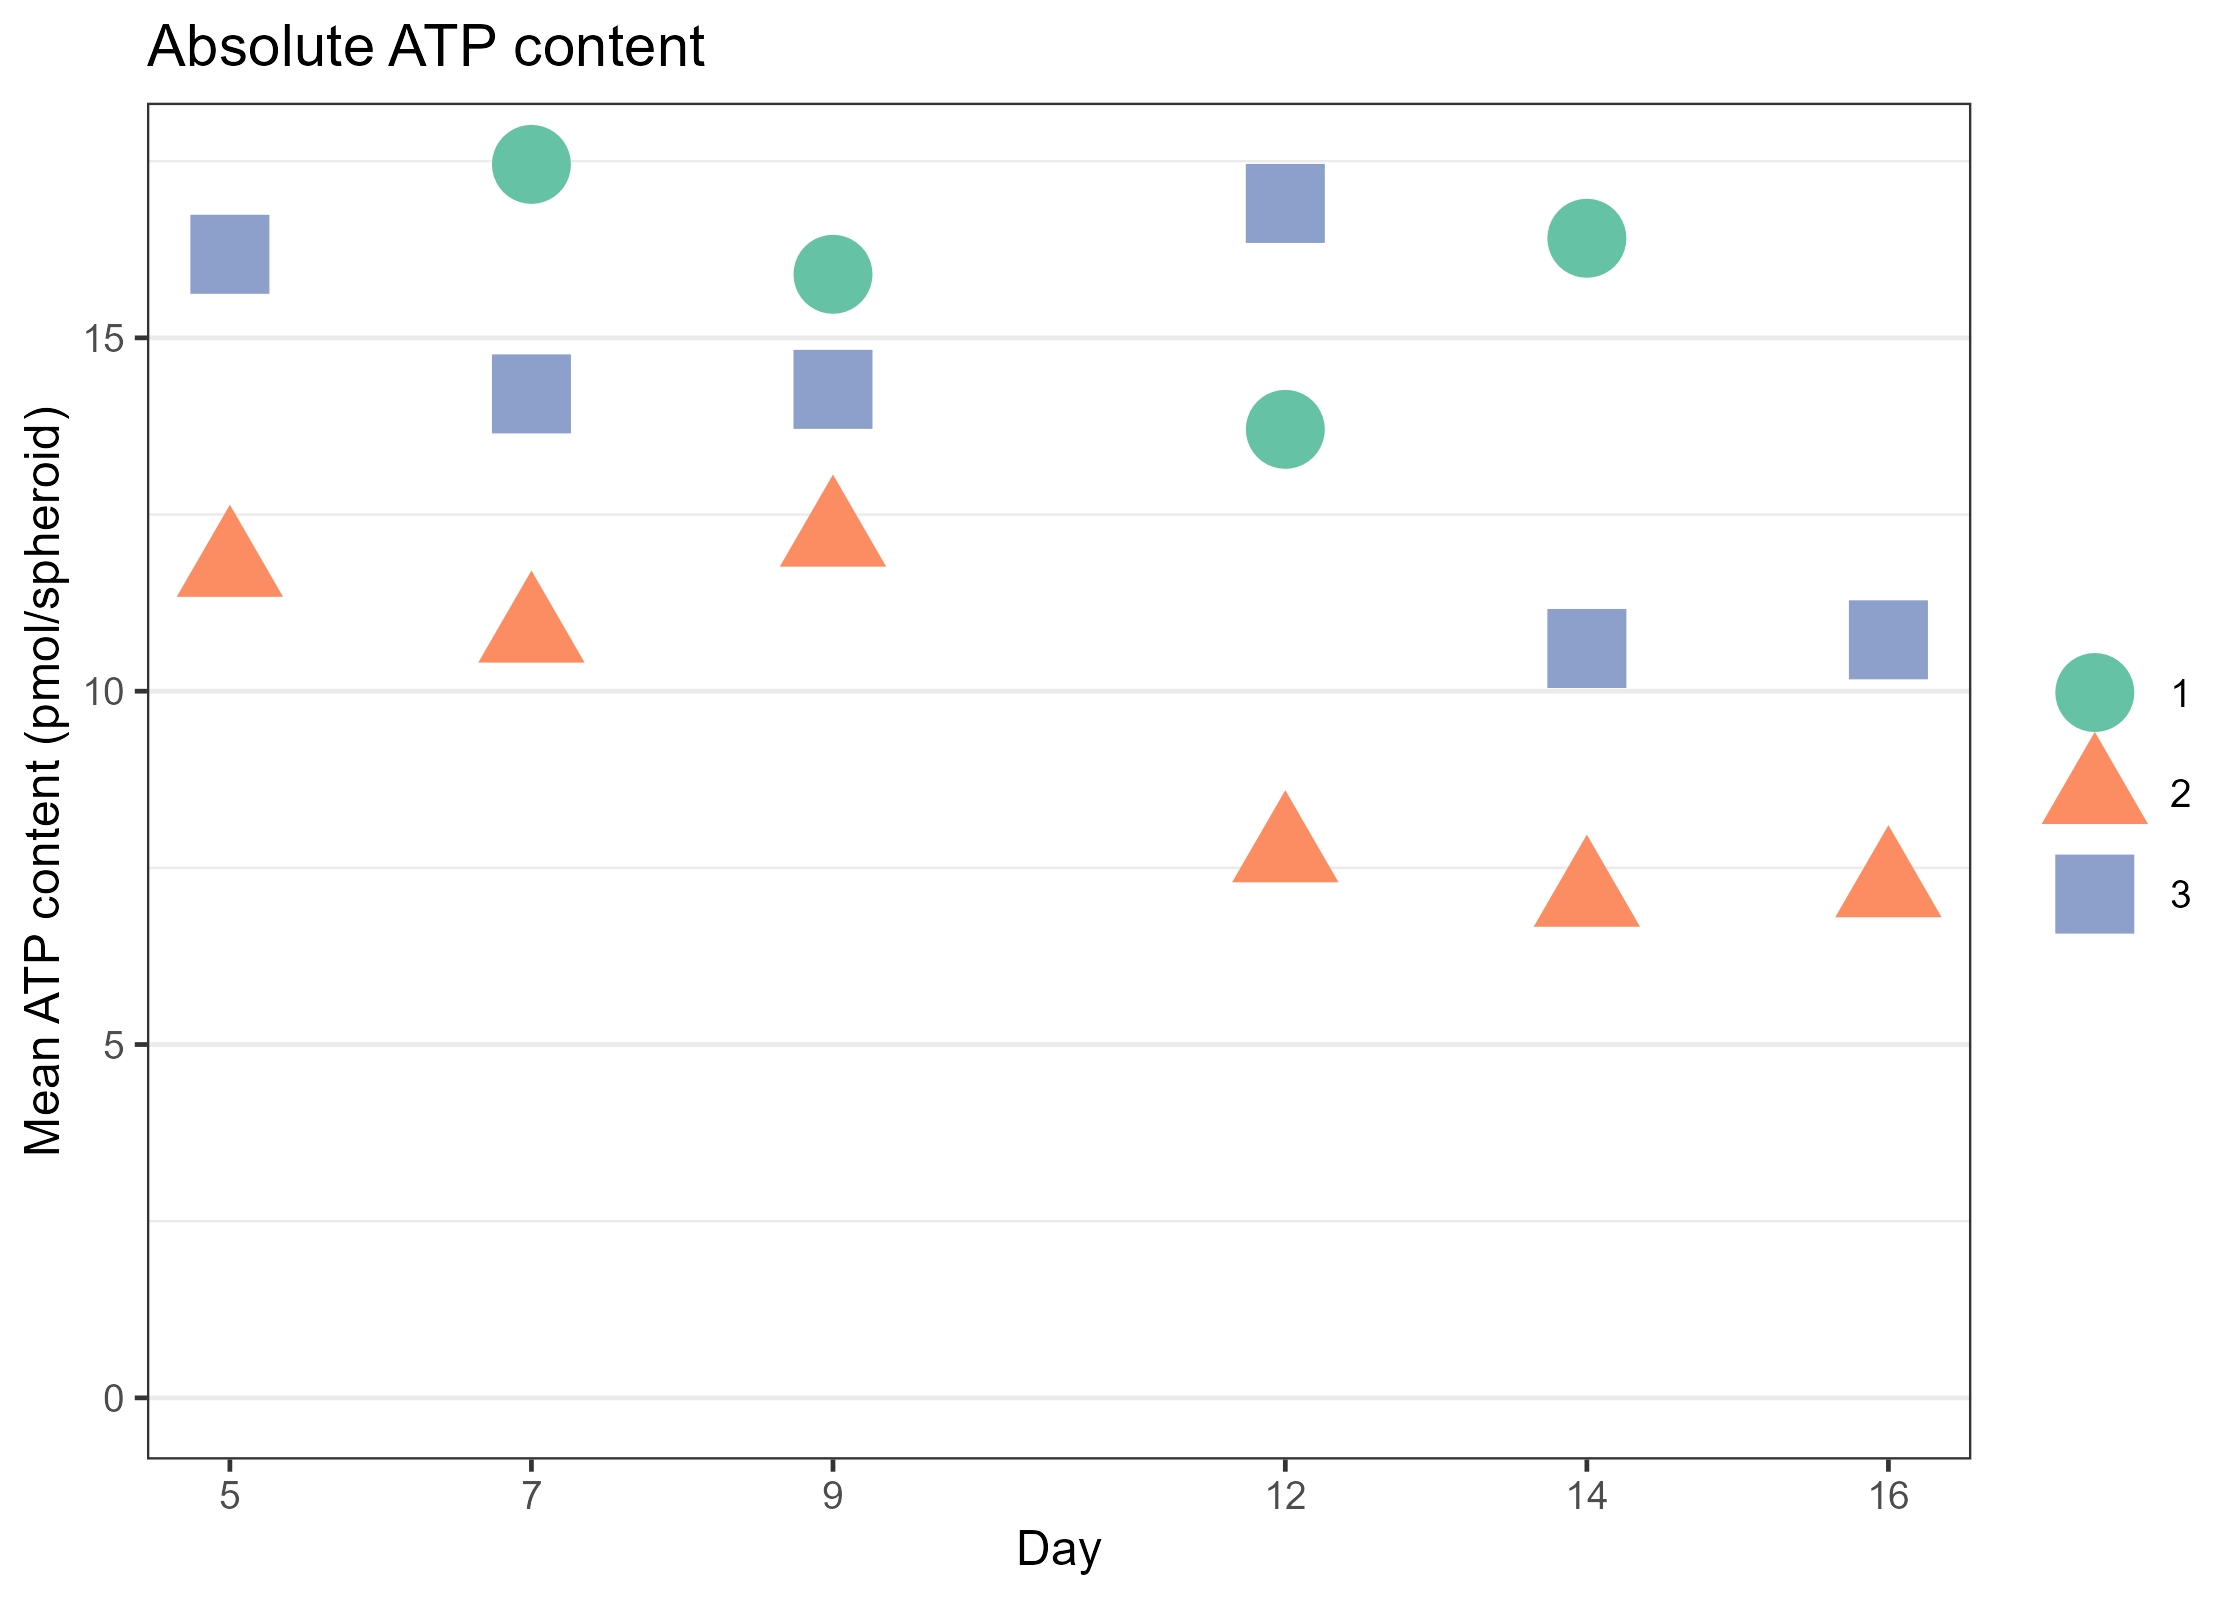 Absolute ATP content
Mean ATP content (pmol/spheroid)
15
10
5
0
5 7 9 12 14 16
Day
1
2
3